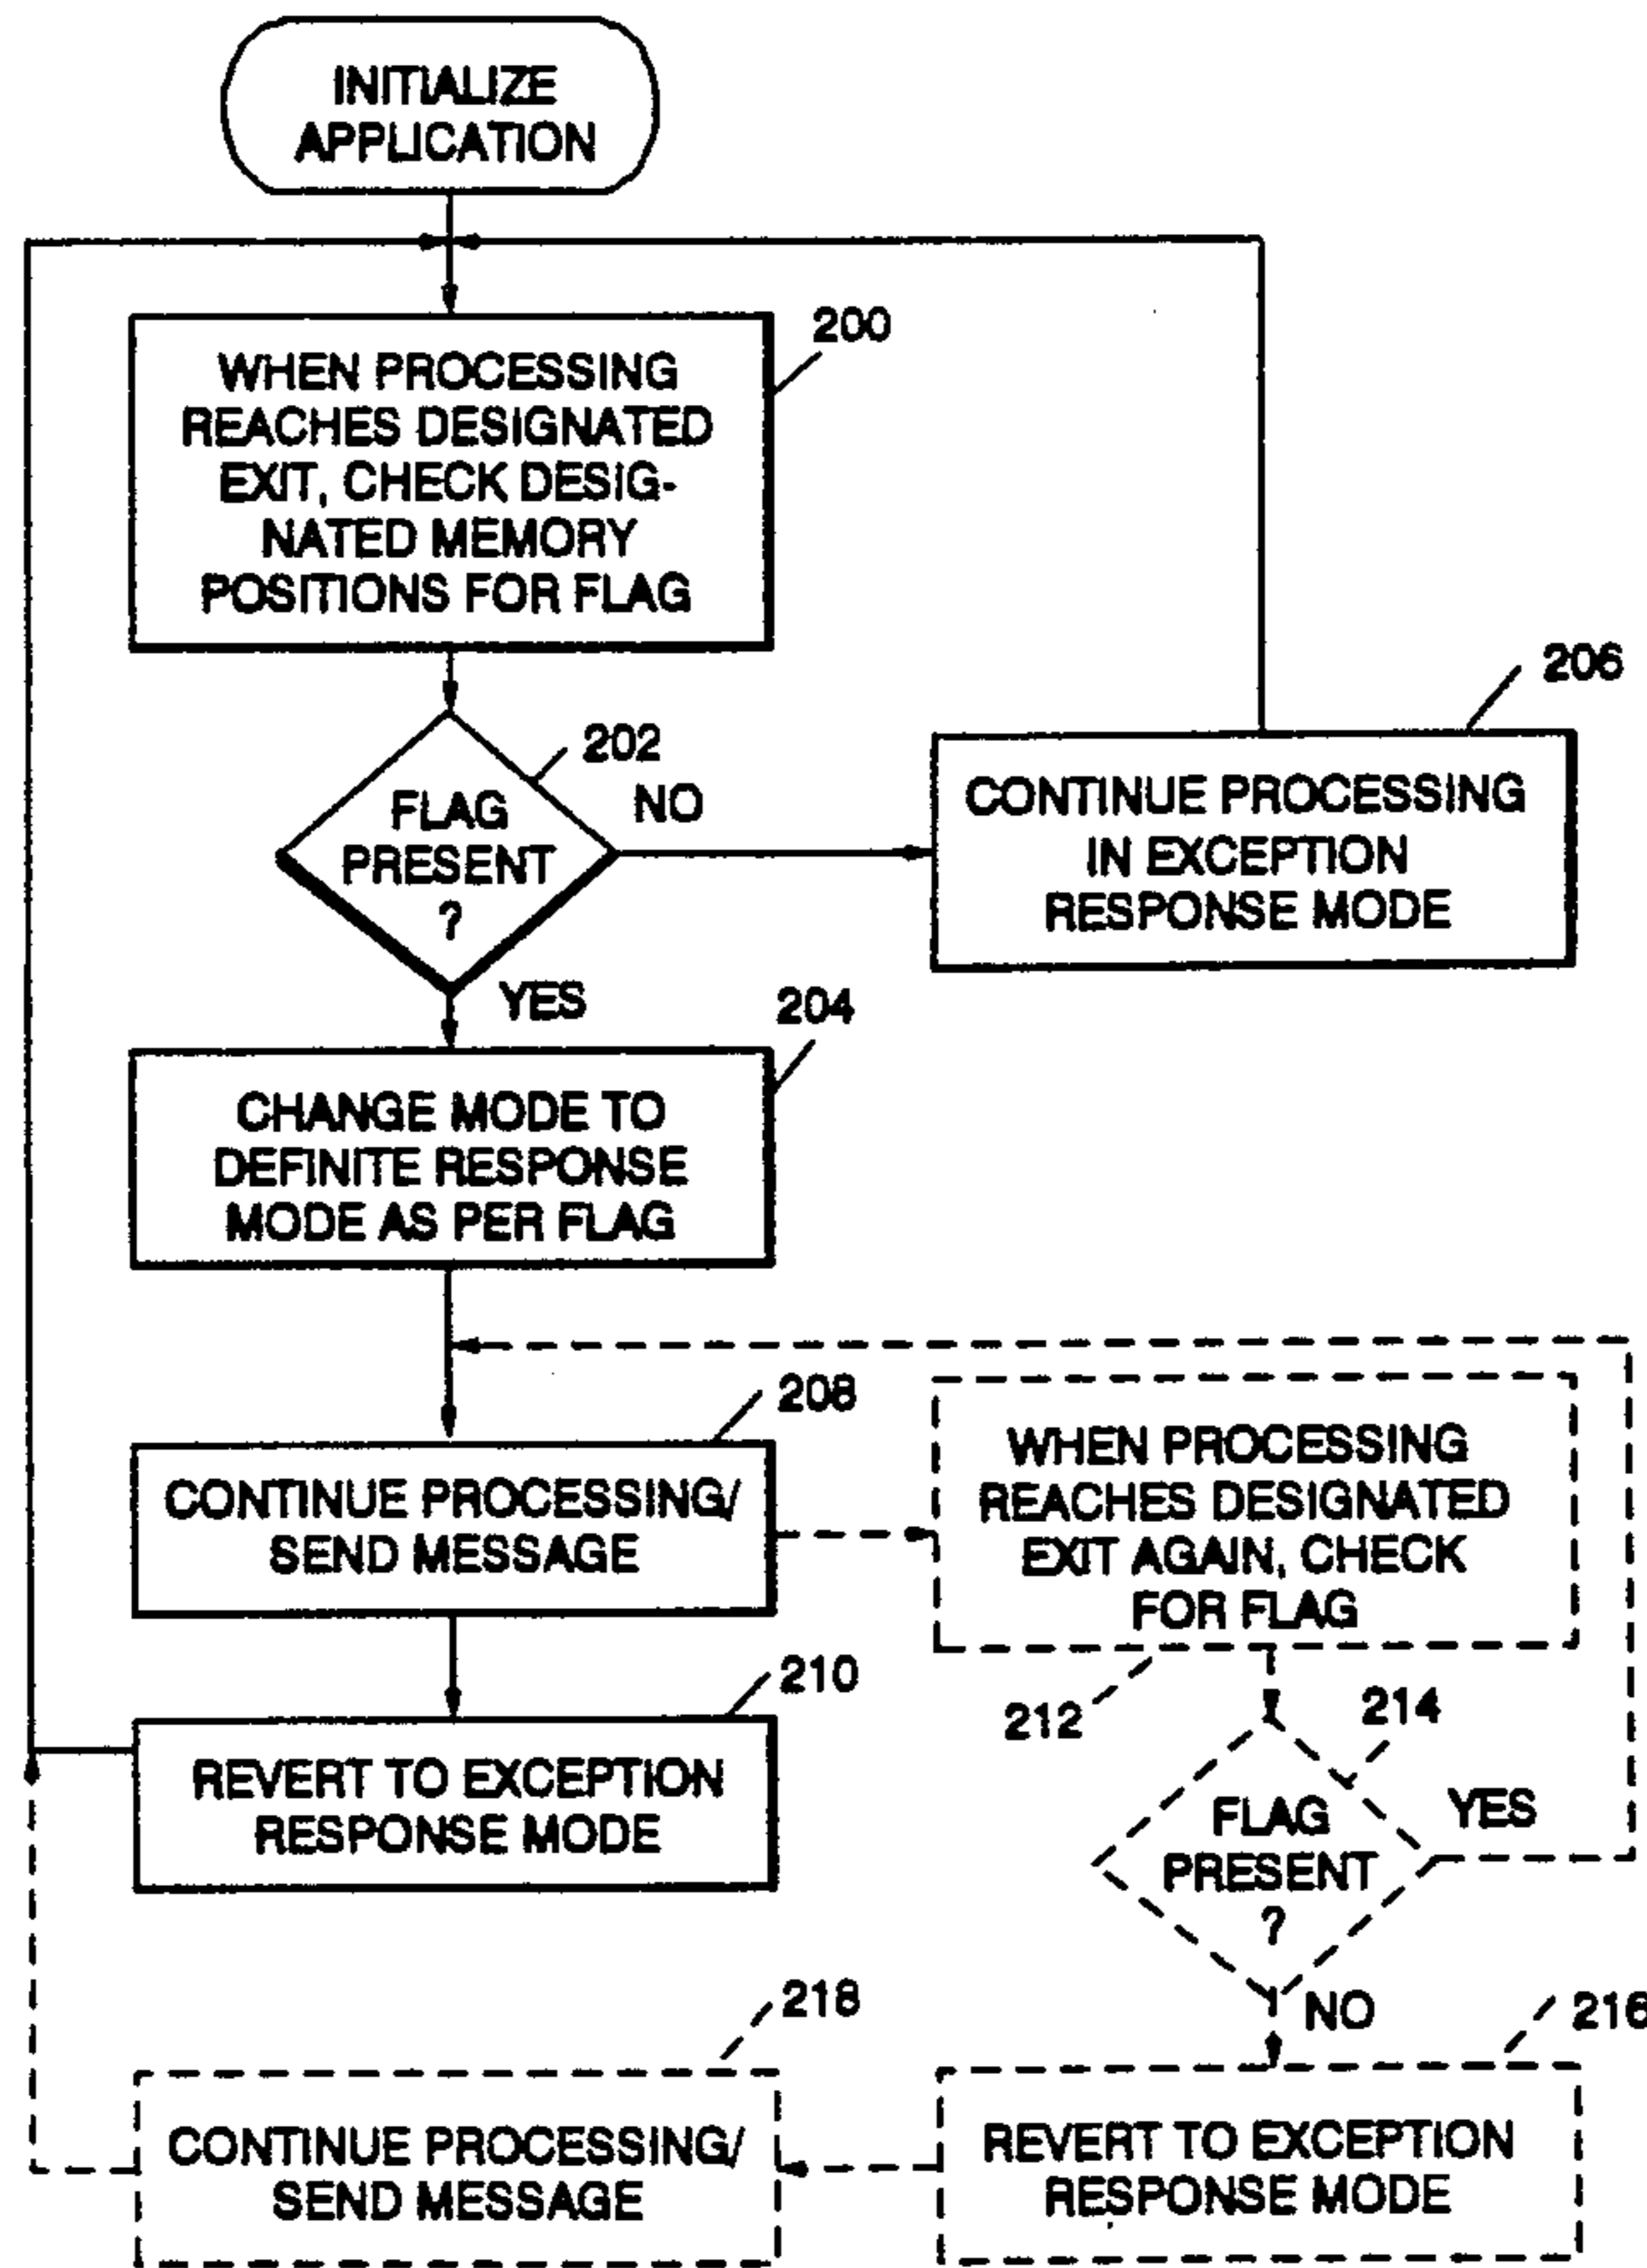 INITIALIZE
APPLICATION
200
WHEN PROCESSING
REACHES DESIGNATED
EXIT, CHECK DESIG-
NATED MEMORY
POSITIONS FOR FLAG
202
FLAG
PRESENT
?
NO
YES
206
CONTINUE PROCESSING
IN EXCEPTION
RESPONSE MODE
204
CHANGE MODE TO
DEFINITE RESPONSE
MODE AS PER FLAG
208
CONTINUE PROCESSING/
SEND MESSAGE
WHEN PROCESSING
REACHES DESIGNATED
EXIT AGAIN, CHECK
FOR FLAG
212
210
REVERT TO EXCEPTION
RESPONSE MODE
214
FLAG
PRESENT
?
YES
NO
216
REVERT TO EXCEPTION
RESPONSE MODE
218
CONTINUE PROCESSING/
SEND MESSAGE